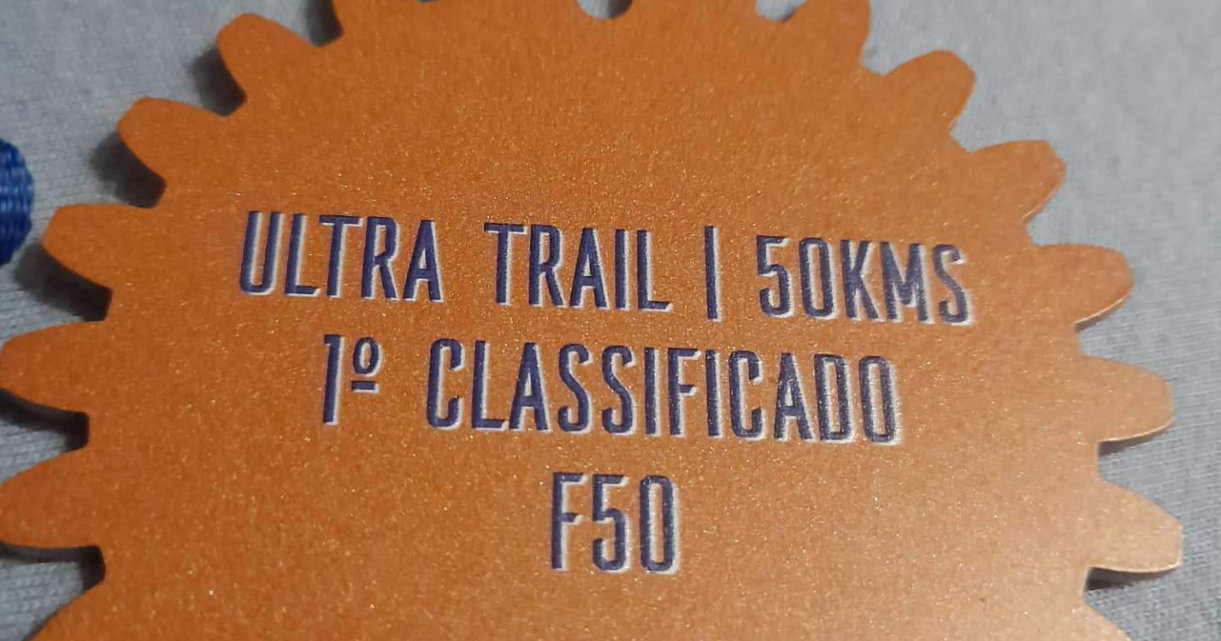 ULTRA TRAIL | 50KMS
1º CLASSIFICADO
F50